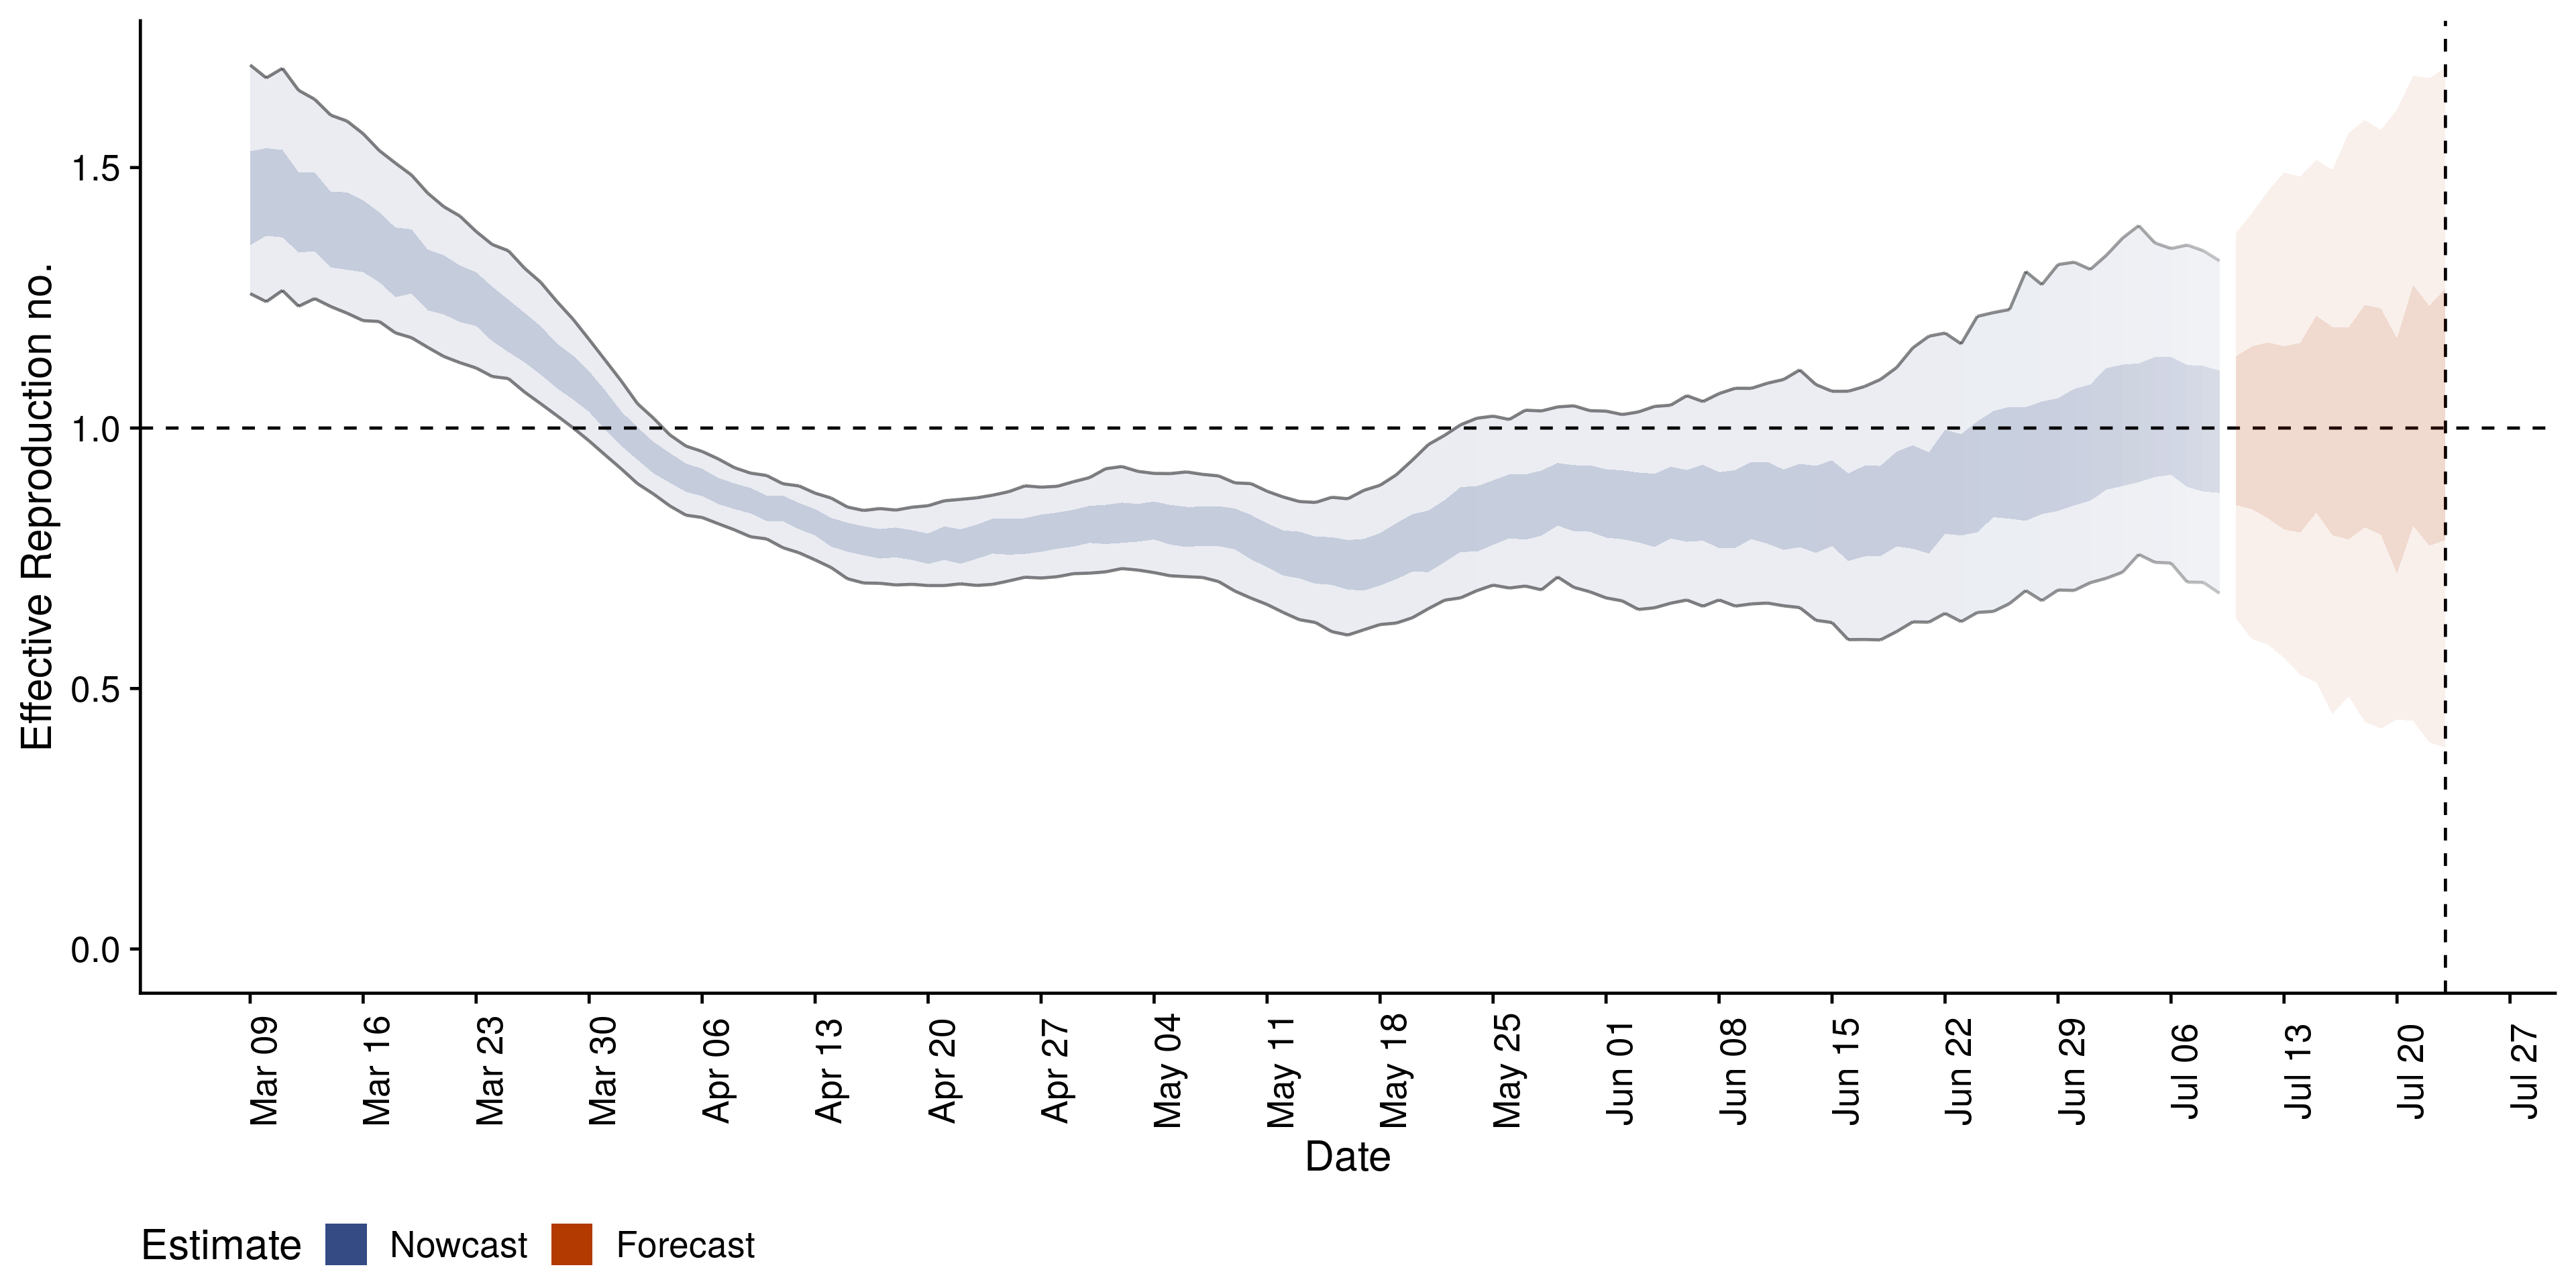 Effective Reproduction no.
1.5
1.0
0.5
0.0
Mar 09
Mar 16
Mar 23
Mar 30
Apr 06
Apr 13
Apr 20
Apr 27
May 04
May 11
May 18
May 25
Jun 01
Jun 08
Jun 15
Jun 22
Jun 29
Jul 06
Jul 13
Jul 20
Jul 27
Date
Estimate Nowcast Forecast